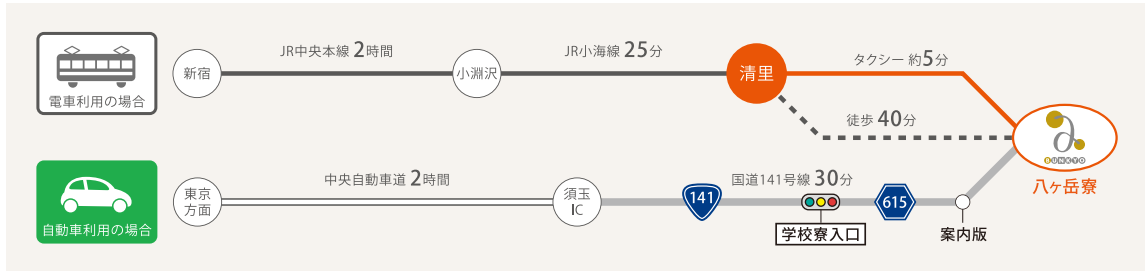 電車利用の場合
新宿
JR中央本線 2時間
小淵沢
JR小海線 25分
清里
タクシー 約5分
徒歩 40分
BUNKYO
八ヶ岳寮
自動車利用の場合
東京
方面
中央自動車道 2時間
須玉
IC
141
国道141号線 30分
学校寮入口
615
案内版